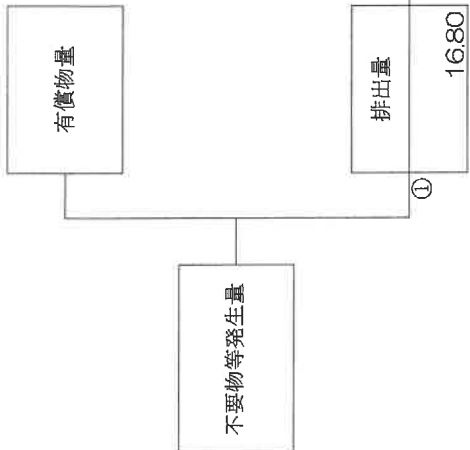 有償物量
不要物等発生量
①
排出量
16.80